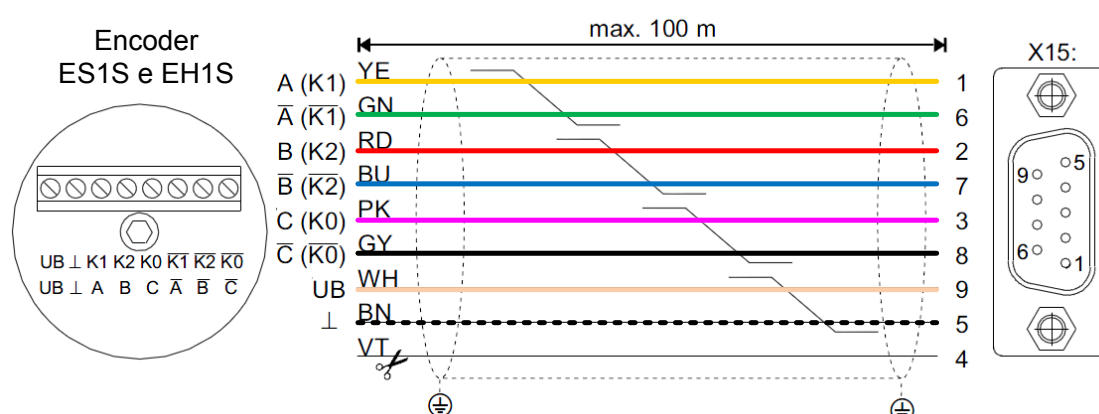 Encoder
ES1S e EH1S
UB ⊥ K1 K2 K0 K̅1̅ K̅2̅ K̅0̅
UB ⊥ A B C A̅ B̅ C̅
max. 100 m
A (K1) YE 1
A̅ (K̅1̅) GN 6
B (K2) RD 2
B̅ (K̅2̅) BU 7
C (K0) PK 3
C̅ (K̅0̅) GY 8
UB WH 9
⊥ BN 5
VT 4
X15:
5
9
6
1